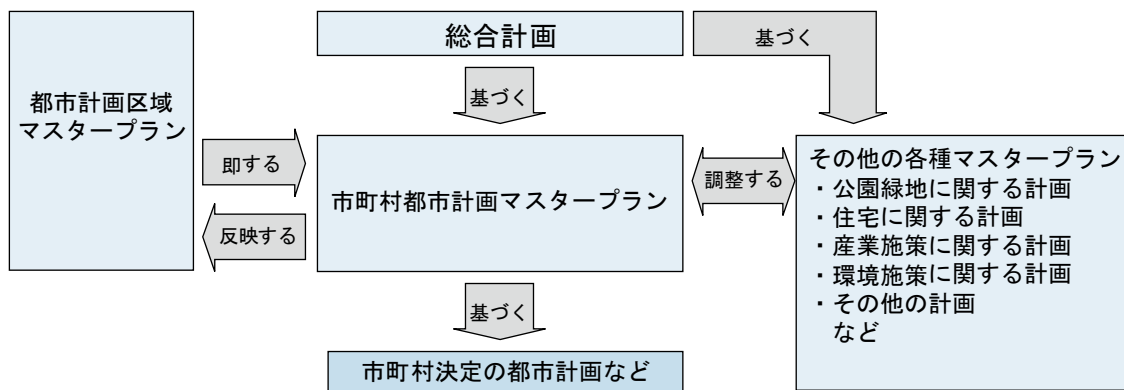 総合計画
基づく
都市計画区域
マスタープラン
基づく
即する
反映する
市町村都市計画マスタープラン
調整する
その他の各種マスタープラン
・公園緑地に関する計画
・住宅に関する計画
・産業施策に関する計画
・環境施策に関する計画
・その他の計画
など
基づく
市町村決定の都市計画など